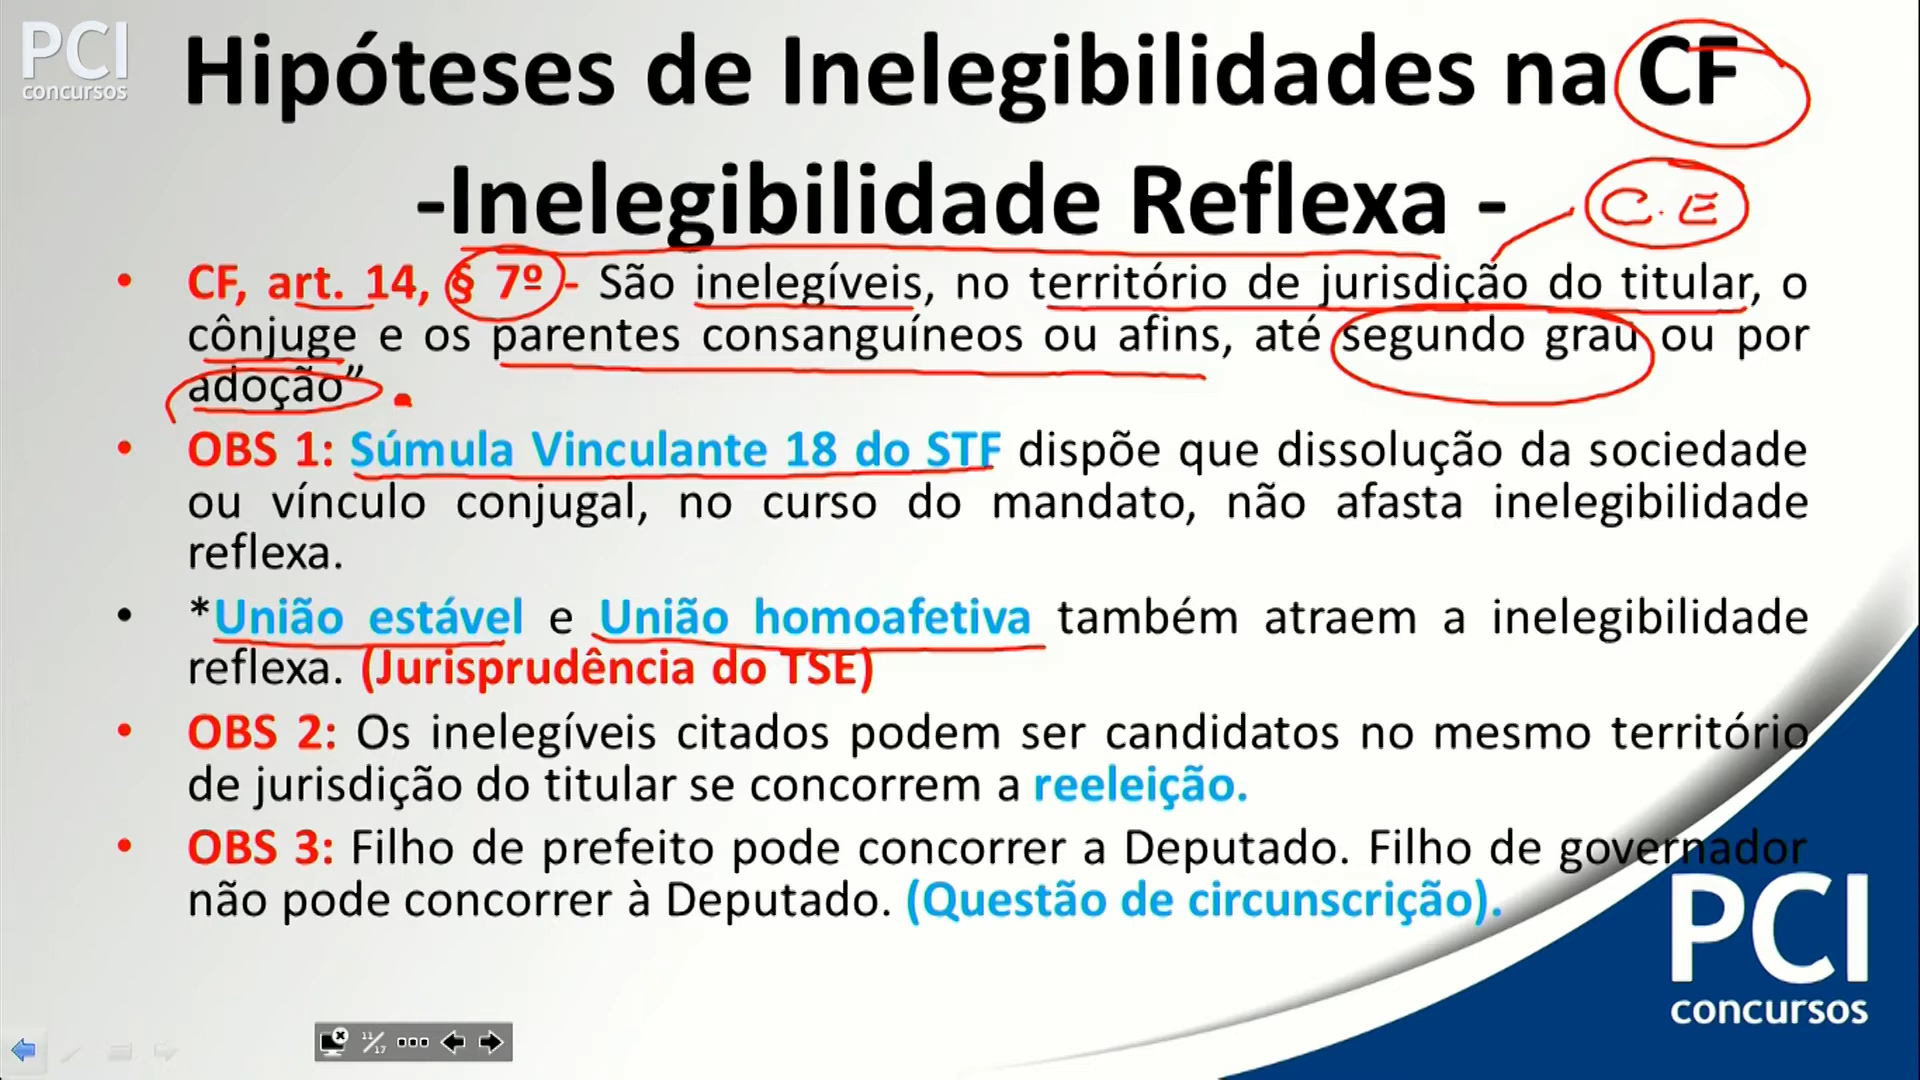 PCI
concursos
Hipóteses de Inelegibilidades na CF
-Inelegibilidade Reflexa -
C.E
• CF, art. 14, § 7º - São inelegíveis, no território de jurisdição do titular, o
cônjuge e os parentes consanguíneos ou afins, até segundo grau ou por
adoção”.
• OBS 1: Súmula Vinculante 18 do STF dispõe que dissolução da sociedade
ou vínculo conjugal, no curso do mandato, não afasta inelegibilidade
reflexa.
• *União estável e União homoafetiva também atraem a inelegibilidade
reflexa. (Jurisprudência do TSE)
• OBS 2: Os inelegíveis citados podem ser candidatos no mesmo território
de jurisdição do titular se concorrem a reeleição.
• OBS 3: Filho de prefeito pode concorrer a Deputado. Filho de governador
não pode concorrer à Deputado. (Questão de circunscrição).
PCI
concursos
11/17